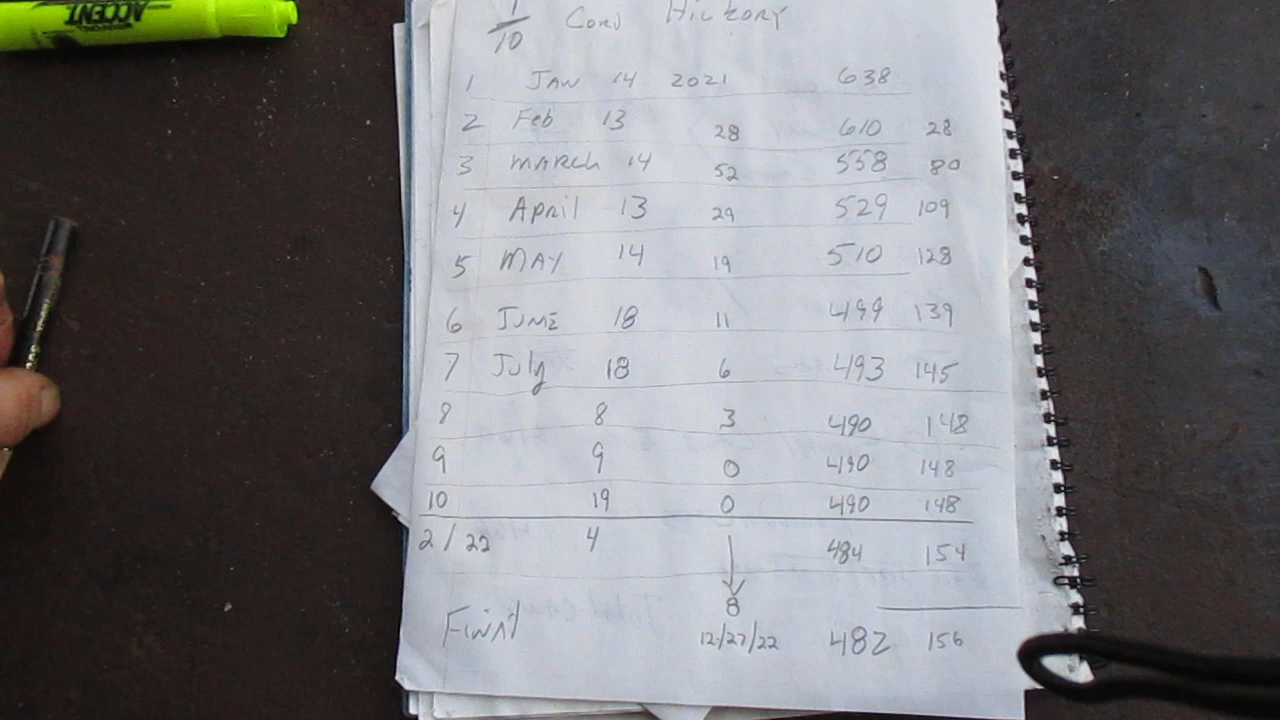 ACCENT
1/10 Cord Hickory
1 JAN 14 2021 638
2 Feb 13 28 610 28
3 MARCH 14 52 558 80
4 April 13 29 529 109
5 MAY 14 19 510 128
6 JUNE 18 11 499 139
7 July 18 6 493 145
8 8 3 490 148
9 9 0 490 148
10 19 0 490 148
2/22 4 484 154
8
Final 12/27/22 482 156